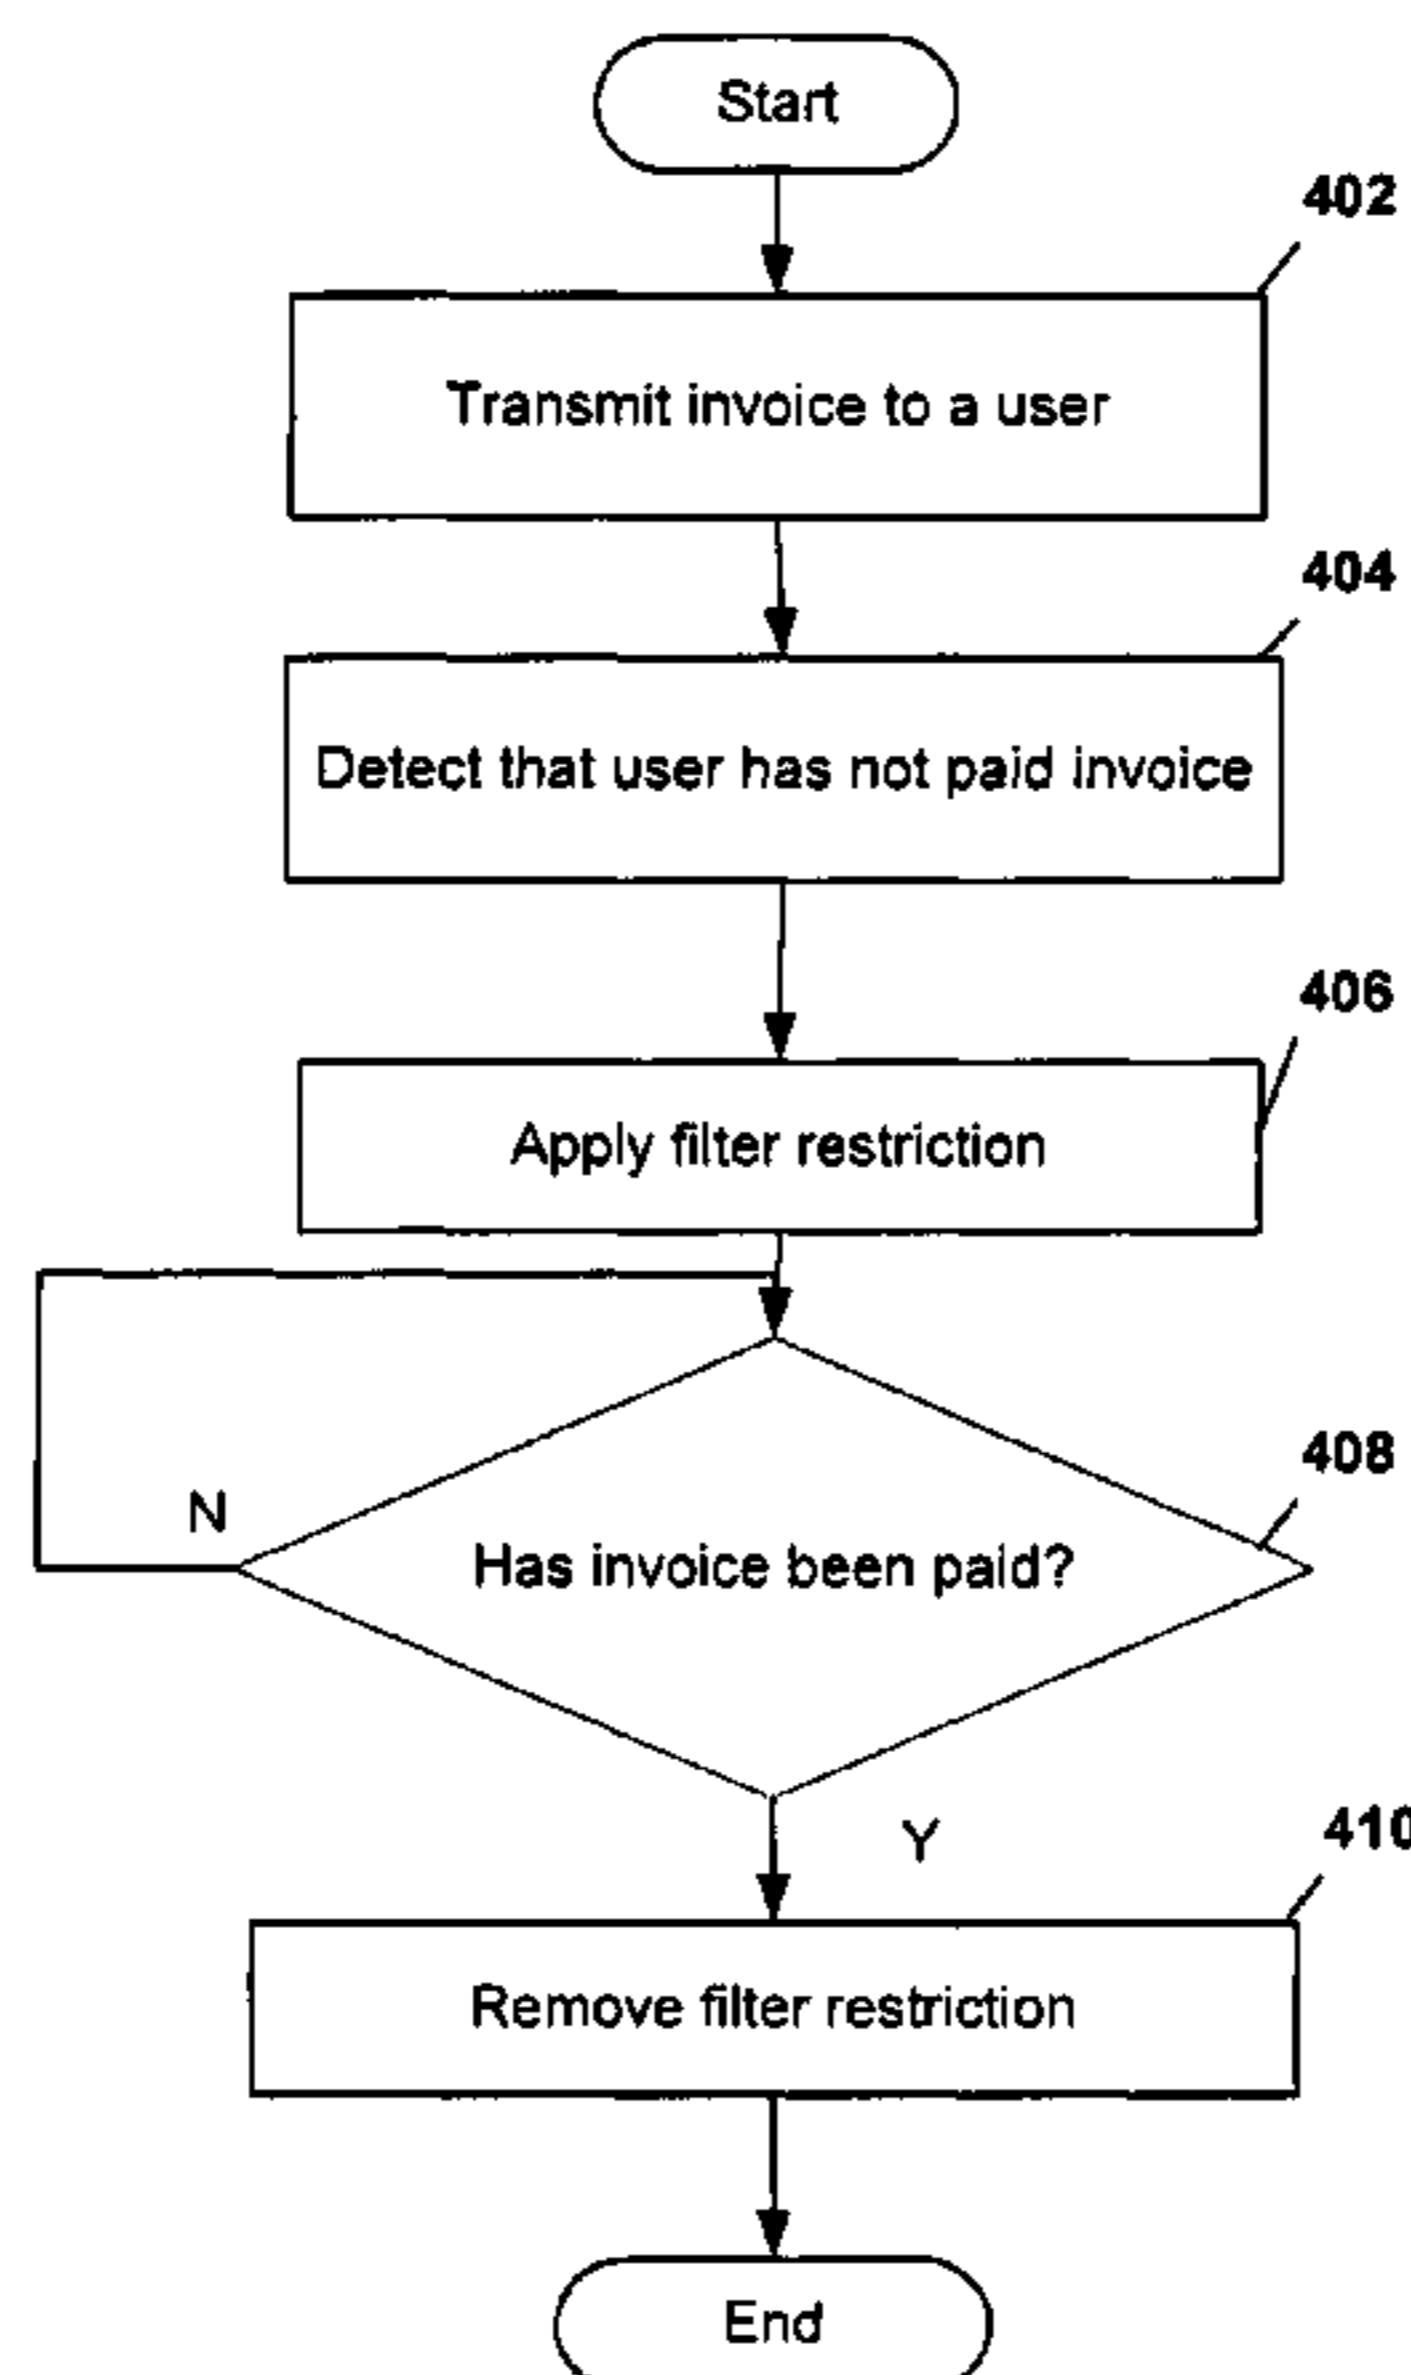 Start
402
Transmit invoice to a user
404
Detect that user has not paid invoice
406
Apply filter restriction
408
N
Has invoice been paid?
Y
410
Remove filter restriction
End